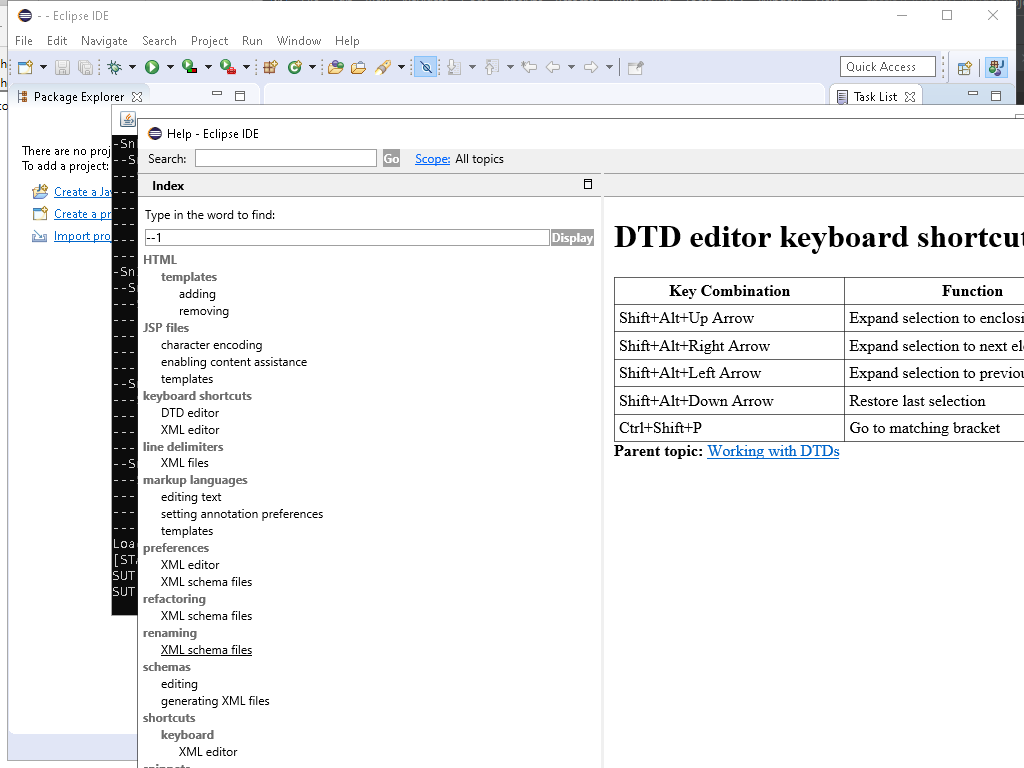 - - Eclipse IDE
File Edit Navigate Search Project Run Window Help
Quick Access
Package Explorer
Task List
Help - Eclipse IDE
There are no proj
To add a project:
Create a Ja
Create a pr
Import pro
Search: Go Scope: All topics
Index
Type in the word to find:
--1 Display
HTML
templates
adding
removing
JSP files
character encoding
enabling content assistance
templates
keyboard shortcuts
DTD editor
XML editor
line delimiters
XML files
markup languages
editing text
setting annotation preferences
templates
preferences
XML editor
XML schema files
refactoring
XML schema files
renaming
XML schema files
schemas
editing
generating XML files
shortcuts
keyboard
XML editor
DTD editor keyboard shortcut
Key Combination Function
Shift+Alt+Up Arrow Expand selection to enclosi
Shift+Alt+Right Arrow Expand selection to next el
Shift+Alt+Left Arrow Expand selection to previou
Shift+Alt+Down Arrow Restore last selection
Ctrl+Shift+P Go to matching bracket
Parent topic: Working with DTDs
Loa
[STA
SUT
SUT